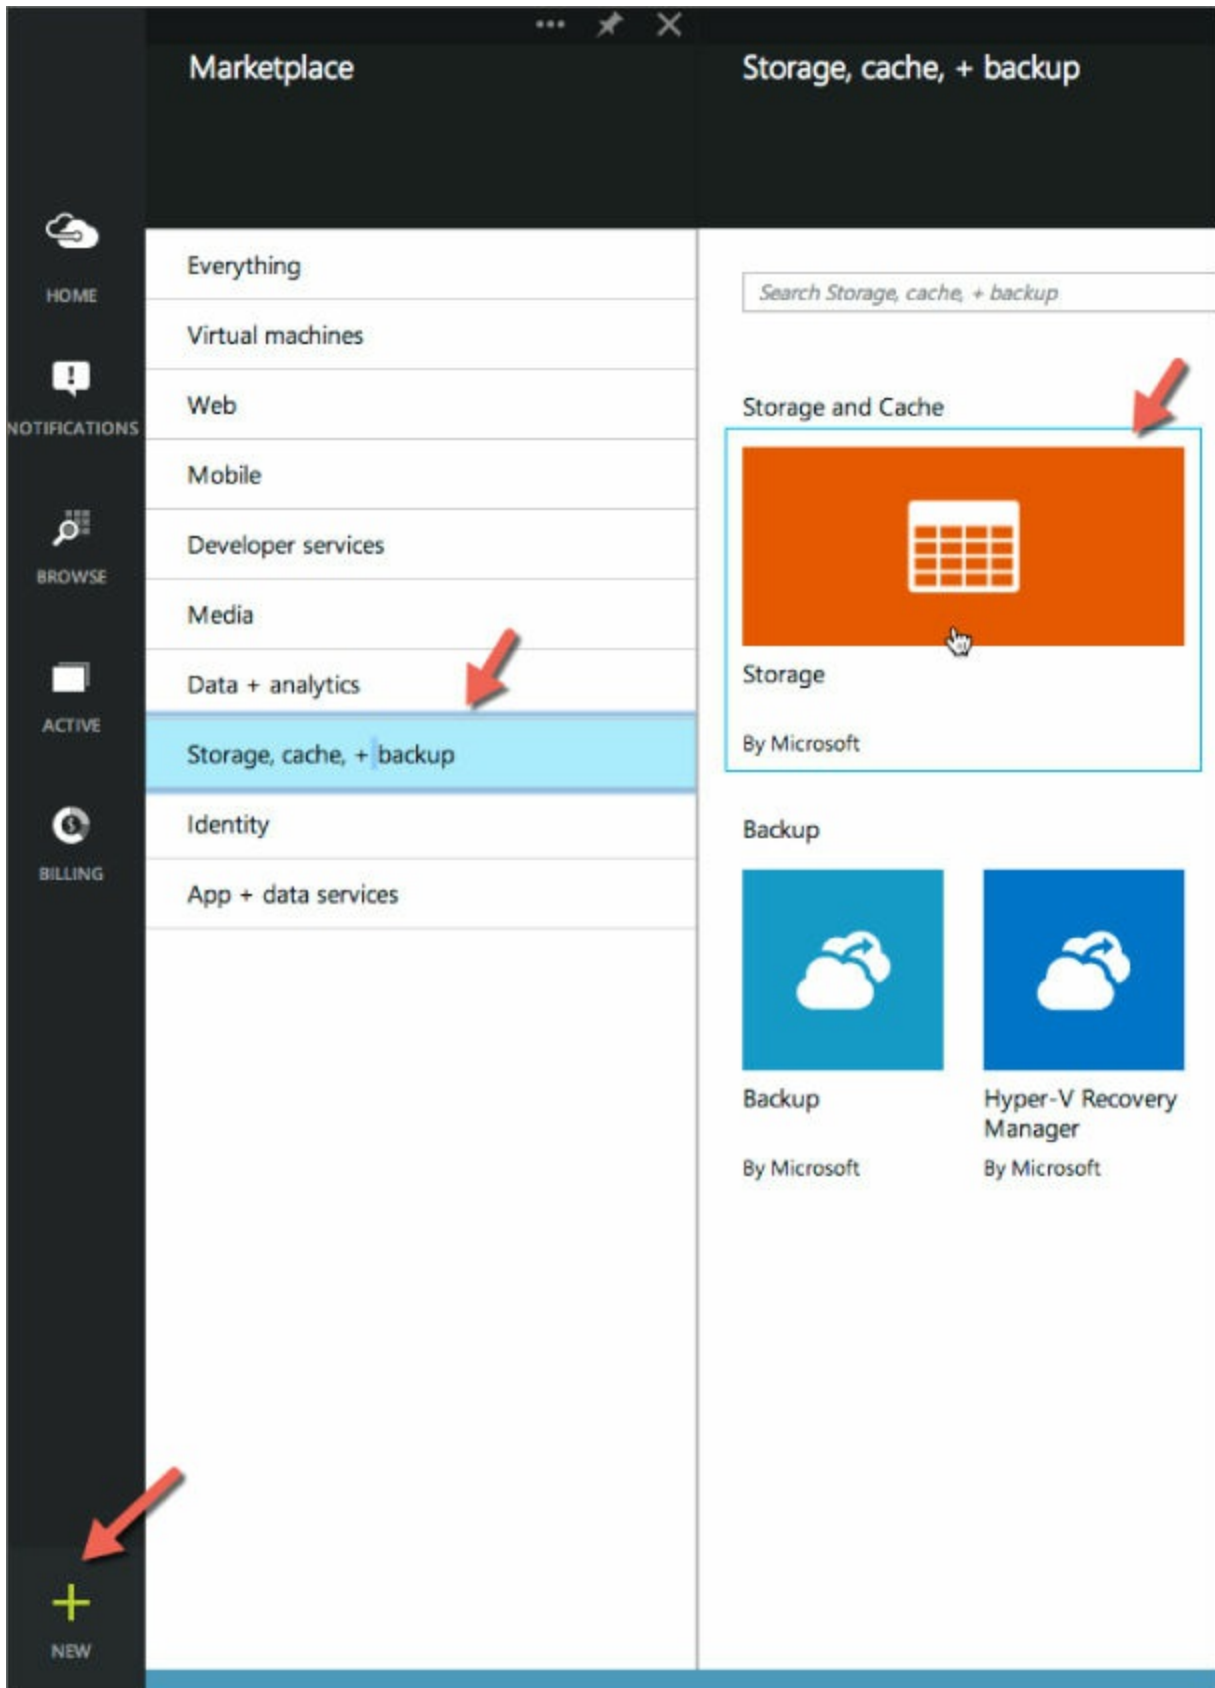 Marketplace
Storage, cache, + backup
HOME
NOTIFICATIONS
BROWSE
ACTIVE
BILLING
NEW
Everything
Virtual machines
Web
Mobile
Developer services
Media
Data + analytics
Storage, cache, + backup
Identity
App + data services
Search Storage, cache, + backup
Storage and Cache
Storage
By Microsoft
Backup
Backup
By Microsoft
Hyper-V Recovery
Manager
By Microsoft